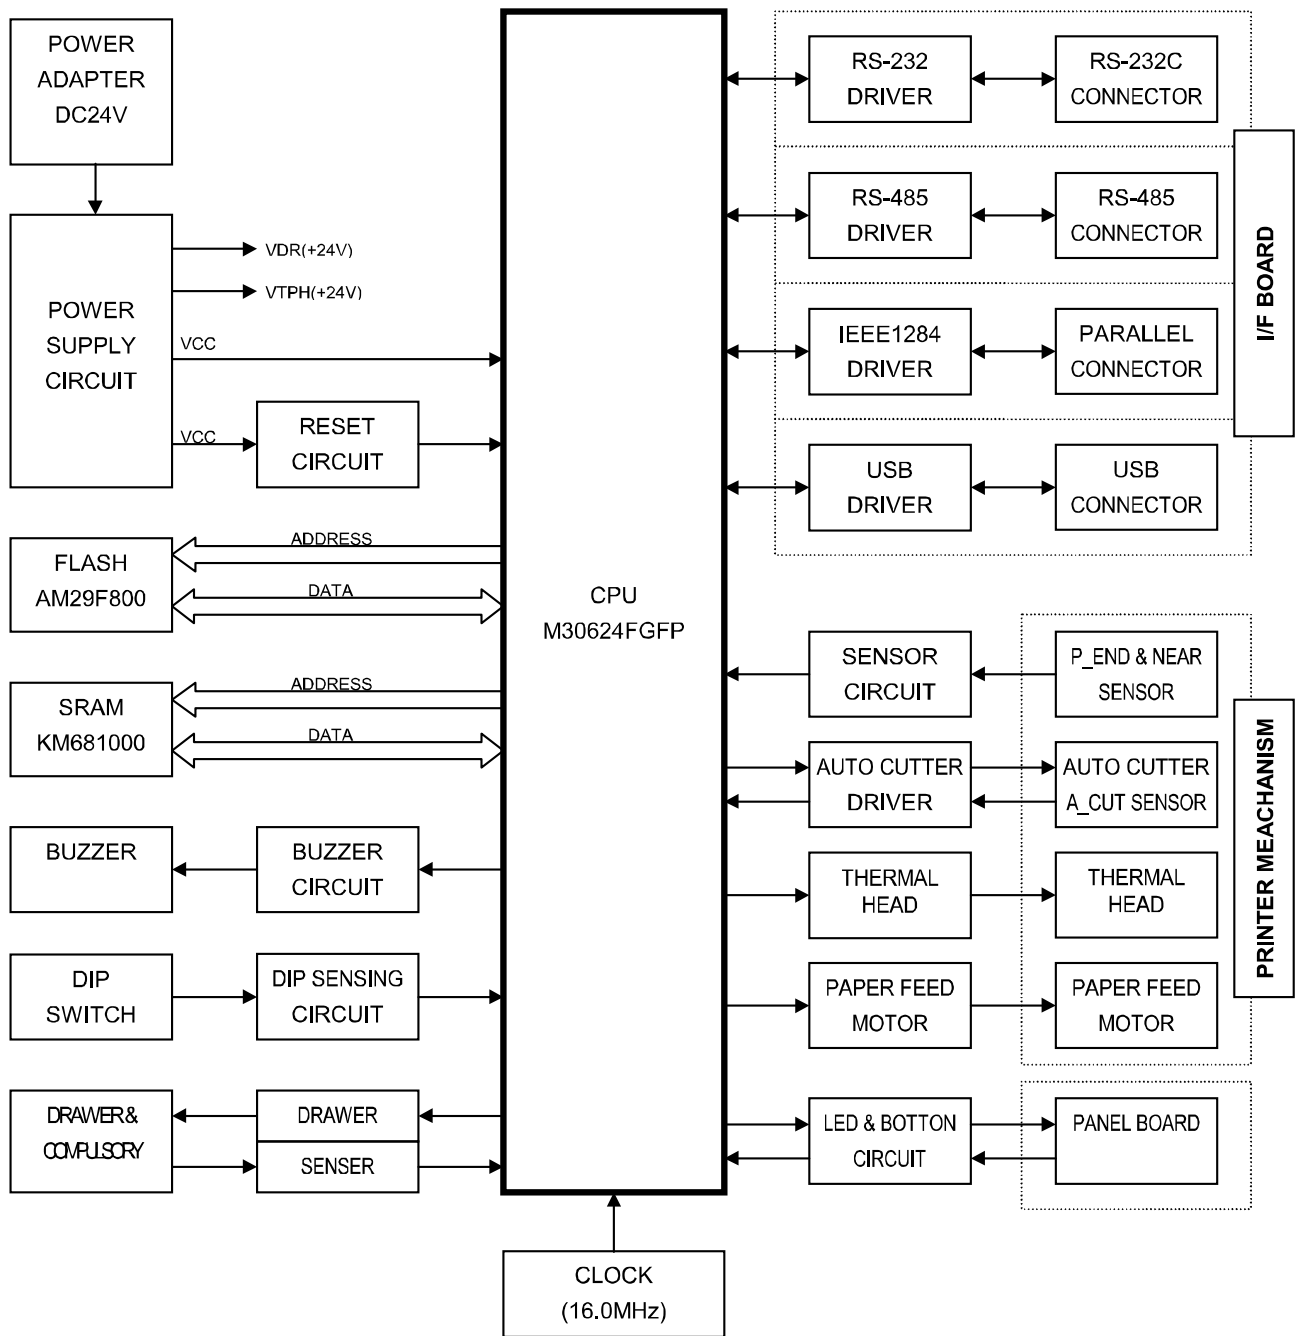 POWER
ADAPTER
DC24V
POWER
SUPPLY
CIRCUIT
VDR(+24V)
VTPH(+24V)
VCC
VCC
RESET
CIRCUIT
FLASH
AM29F800
ADDRESS
DATA
SRAM
KM681000
ADDRESS
DATA
BUZZER
BUZZER
CIRCUIT
DIP
SWITCH
DIP SENSING
CIRCUIT
DRAWER &
COMPULSORY
DRAWER
SENSER
CPU
M30624FGFP
CLOCK
(16.0MHz)
RS-232
DRIVER
RS-232C
CONNECTOR
RS-485
DRIVER
RS-485
CONNECTOR
IEEE1284
DRIVER
PARALLEL
CONNECTOR
USB
DRIVER
USB
CONNECTOR
I/F BOARD
SENSOR
CIRCUIT
P_END & NEAR
SENSOR
AUTO CUTTER
DRIVER
AUTO CUTTER
A_CUT SENSOR
THERMAL
HEAD
THERMAL
HEAD
PAPER FEED
MOTOR
PAPER FEED
MOTOR
PRINTER MEACHANISM
LED & BOTTON
CIRCUIT
PANEL BOARD